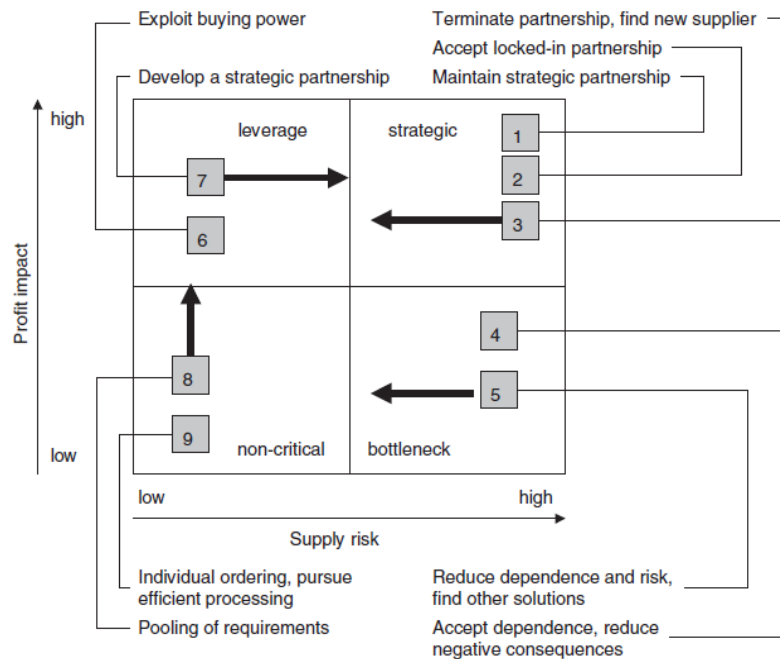 Exploit buying power
Terminate partnership, find new supplier
Accept locked-in partnership
Develop a strategic partnership
Maintain strategic partnership
high
leverage
strategic
1
7
2
6
3
Profit impact
4
8
5
9
low
non-critical
bottleneck
low
high
Supply risk
Individual ordering, pursue
efficient processing
Reduce dependence and risk,
find other solutions
Pooling of requirements
Accept dependence, reduce
negative consequences